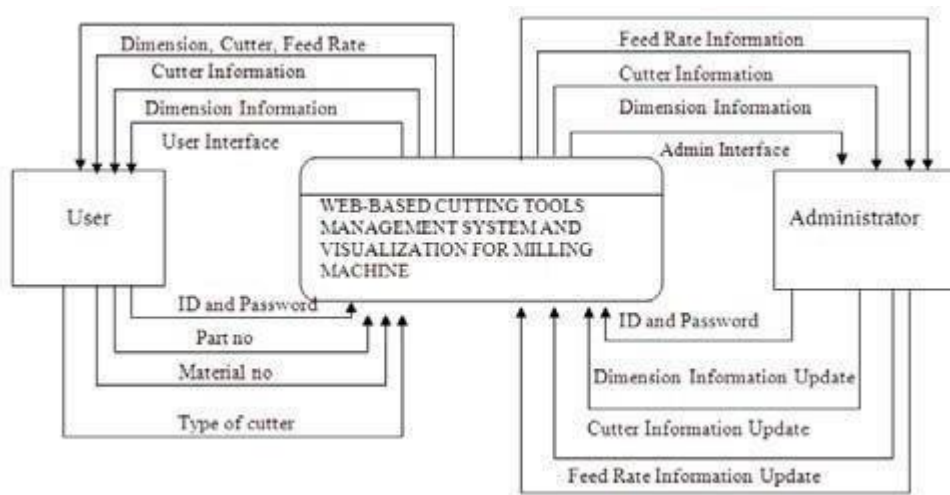 Dimension, Cutter, Feed Rate
Cutter Information
Dimension Information
User Interface
Feed Rate Information
Cutter Information
Dimension Information
Admin Interface
User
WEB-BASED CUTTING TOOLS
MANAGEMENT SYSTEM AND
VISUALIZATION FOR MILLING
MACHINE
Administrator
ID and Password
Part no
Material no
Type of cutter
ID and Password
Dimension Information Update
Cutter Information Update
Feed Rate Information Update